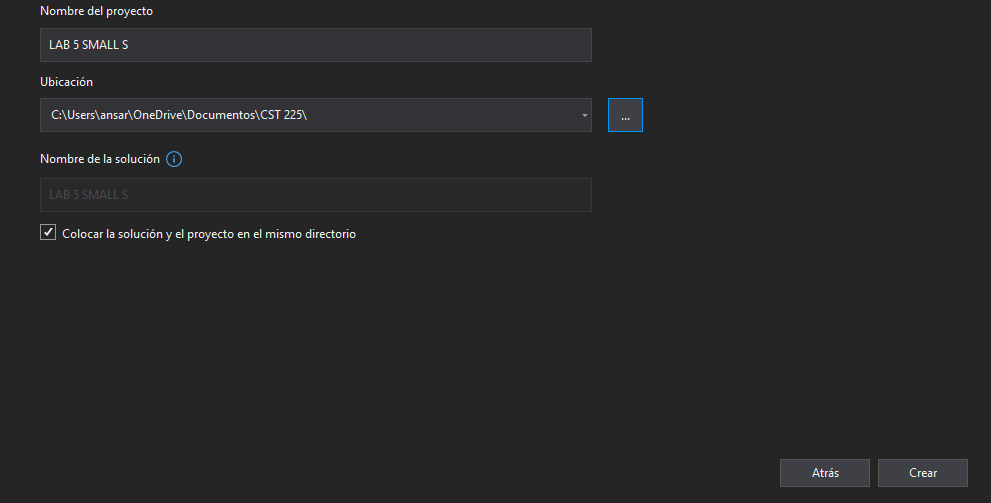 Nombre del proyecto
LAB 5 SMALL S
Ubicación
C:\Users\ansar\OneDrive\Documentos\CST 225\
...
Nombre de la solución
LAB 5 SMALL S
Colocar la solución y el proyecto en el mismo directorio
Atrás
Crear